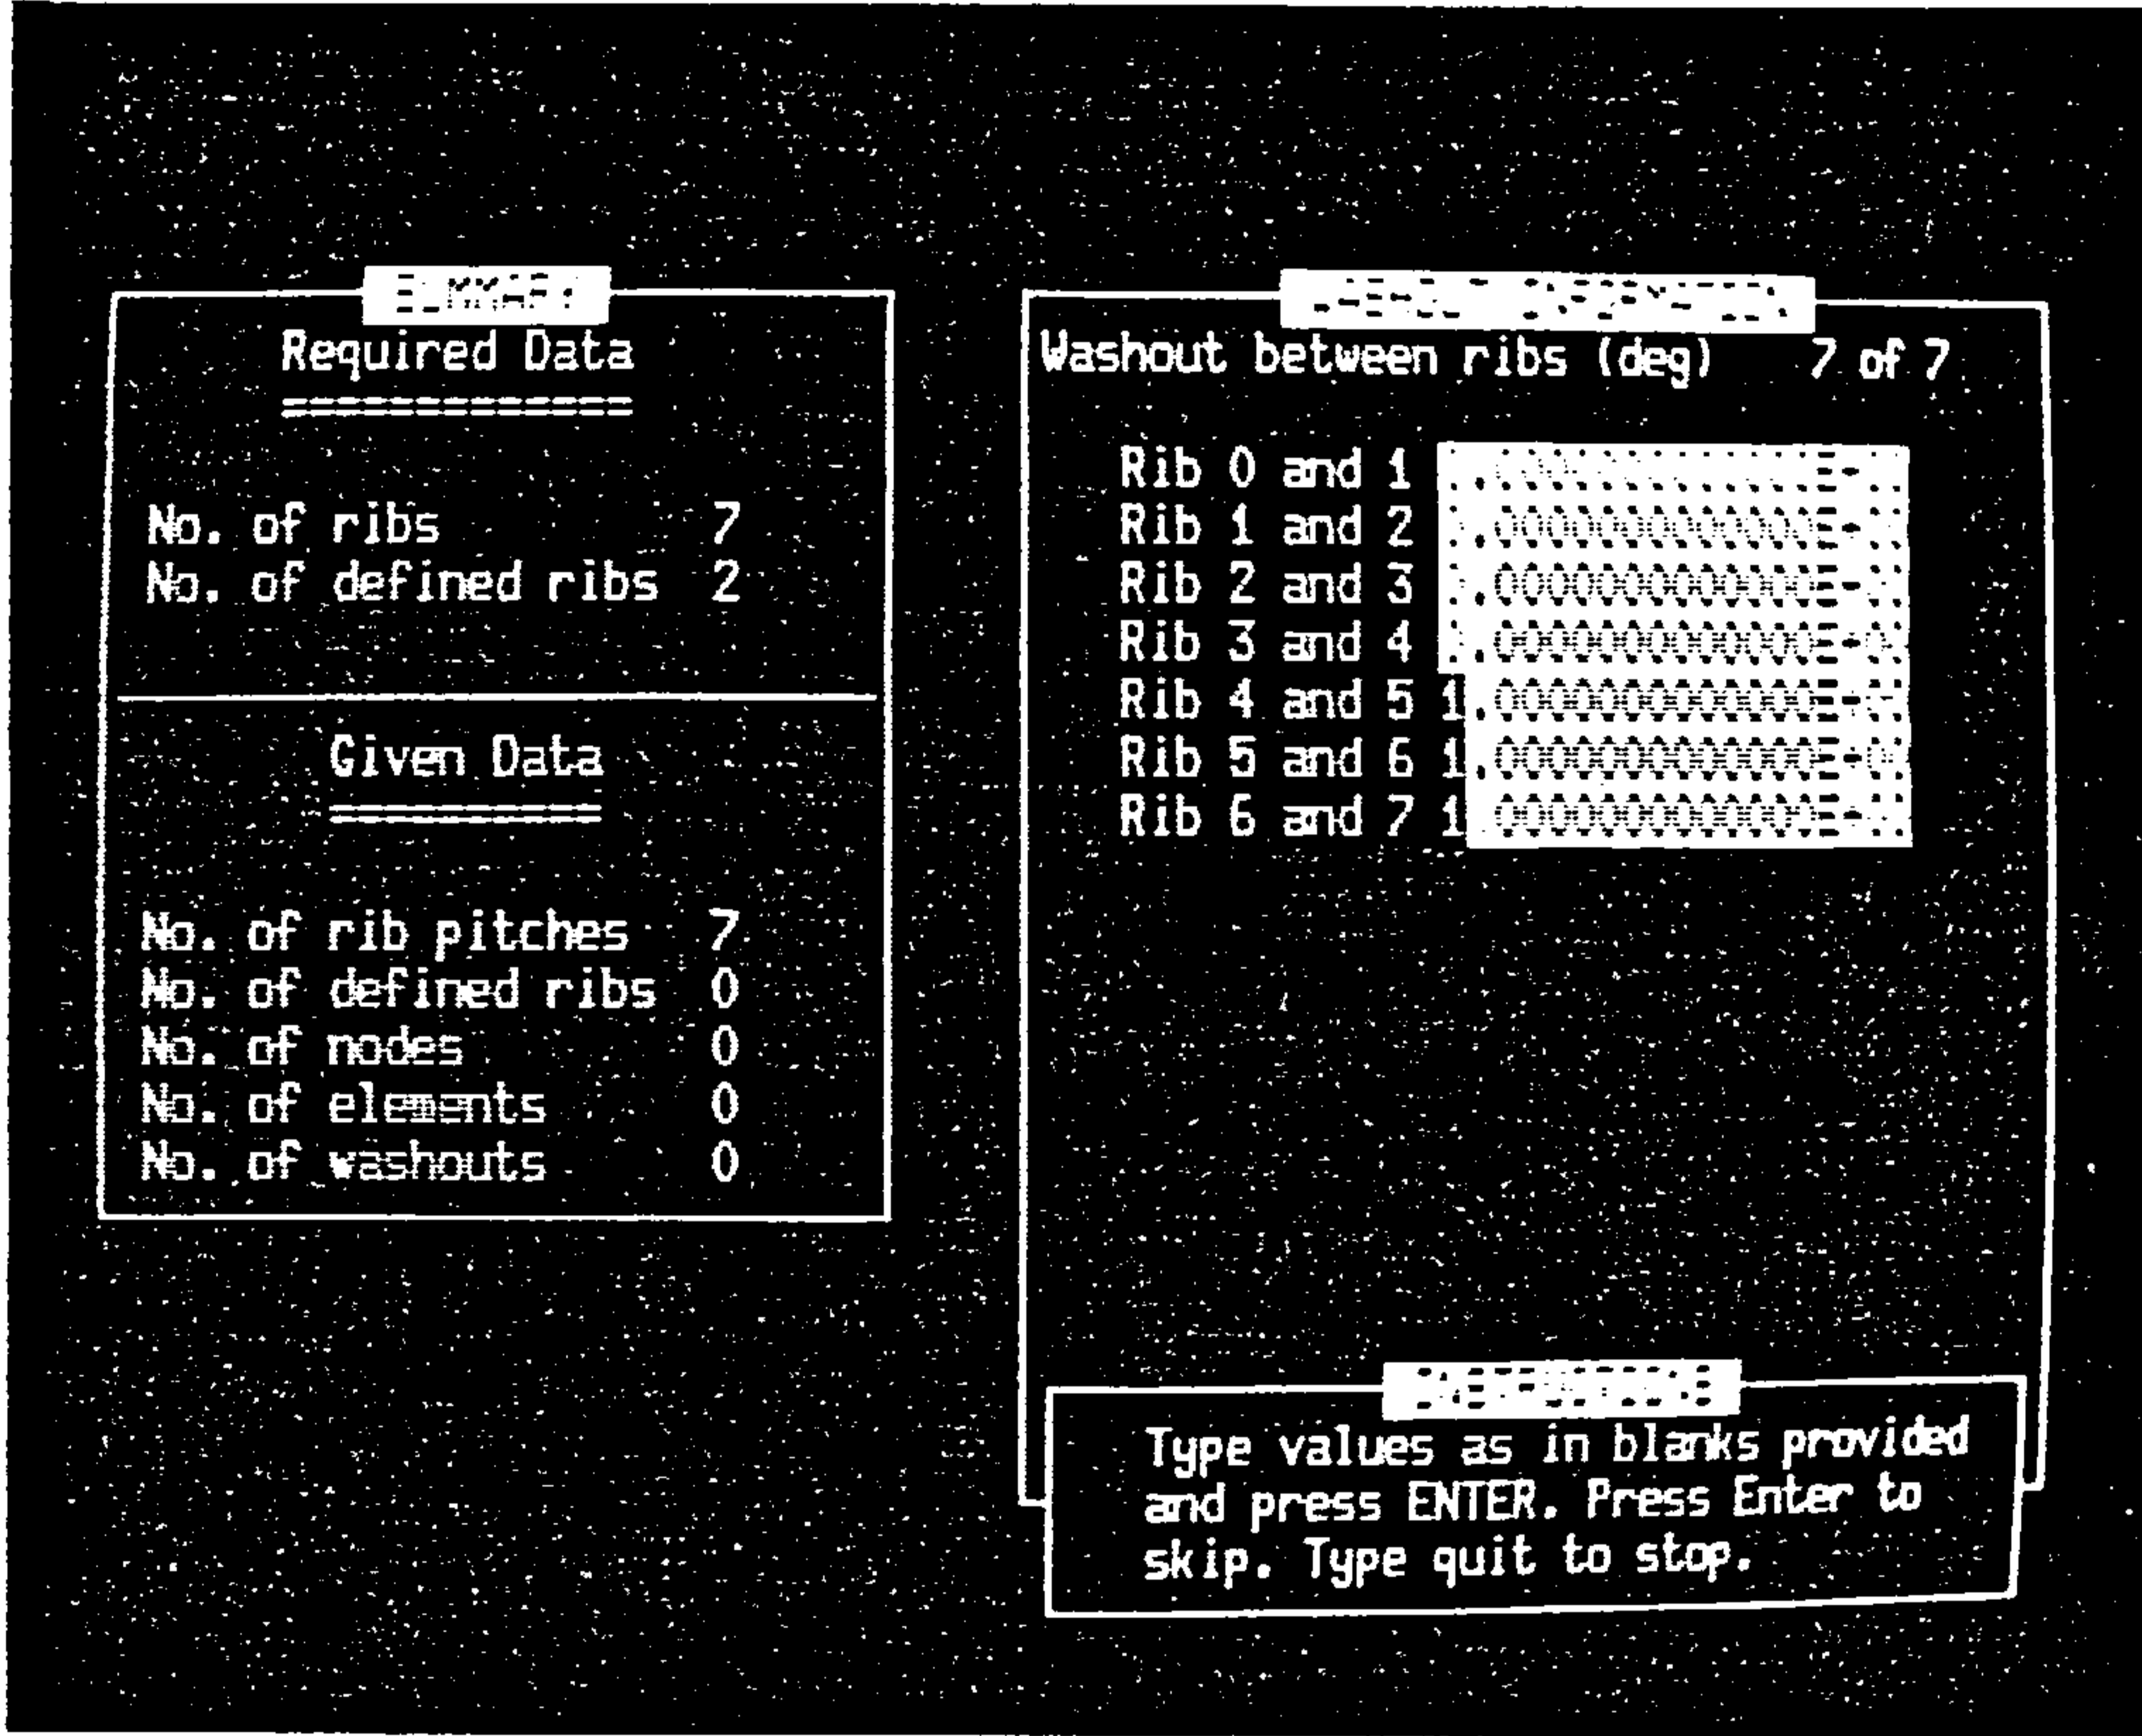 SUMMARY
Required Data
=============
No. of ribs 7
No. of defined ribs 2
Given Data
==========
No. of rib pitches 7
No. of defined ribs 0
No. of nodes 0
No. of elements 0
No. of washouts 0
Washout between ribs (deg) 7 of 7
Rib 0 and 1
Rib 1 and 2
Rib 2 and 3
Rib 3 and 4
Rib 4 and 5 1
Rib 5 and 6 1
Rib 6 and 7 1
Type values as in blanks provided
and press ENTER. Press Enter to
skip. Type quit to stop.